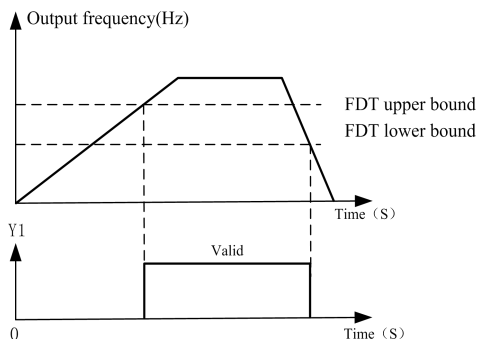 Output frequency(Hz)
FDT upper bound
FDT lower bound
Time（S）
Y1
Valid
0
Time（S）